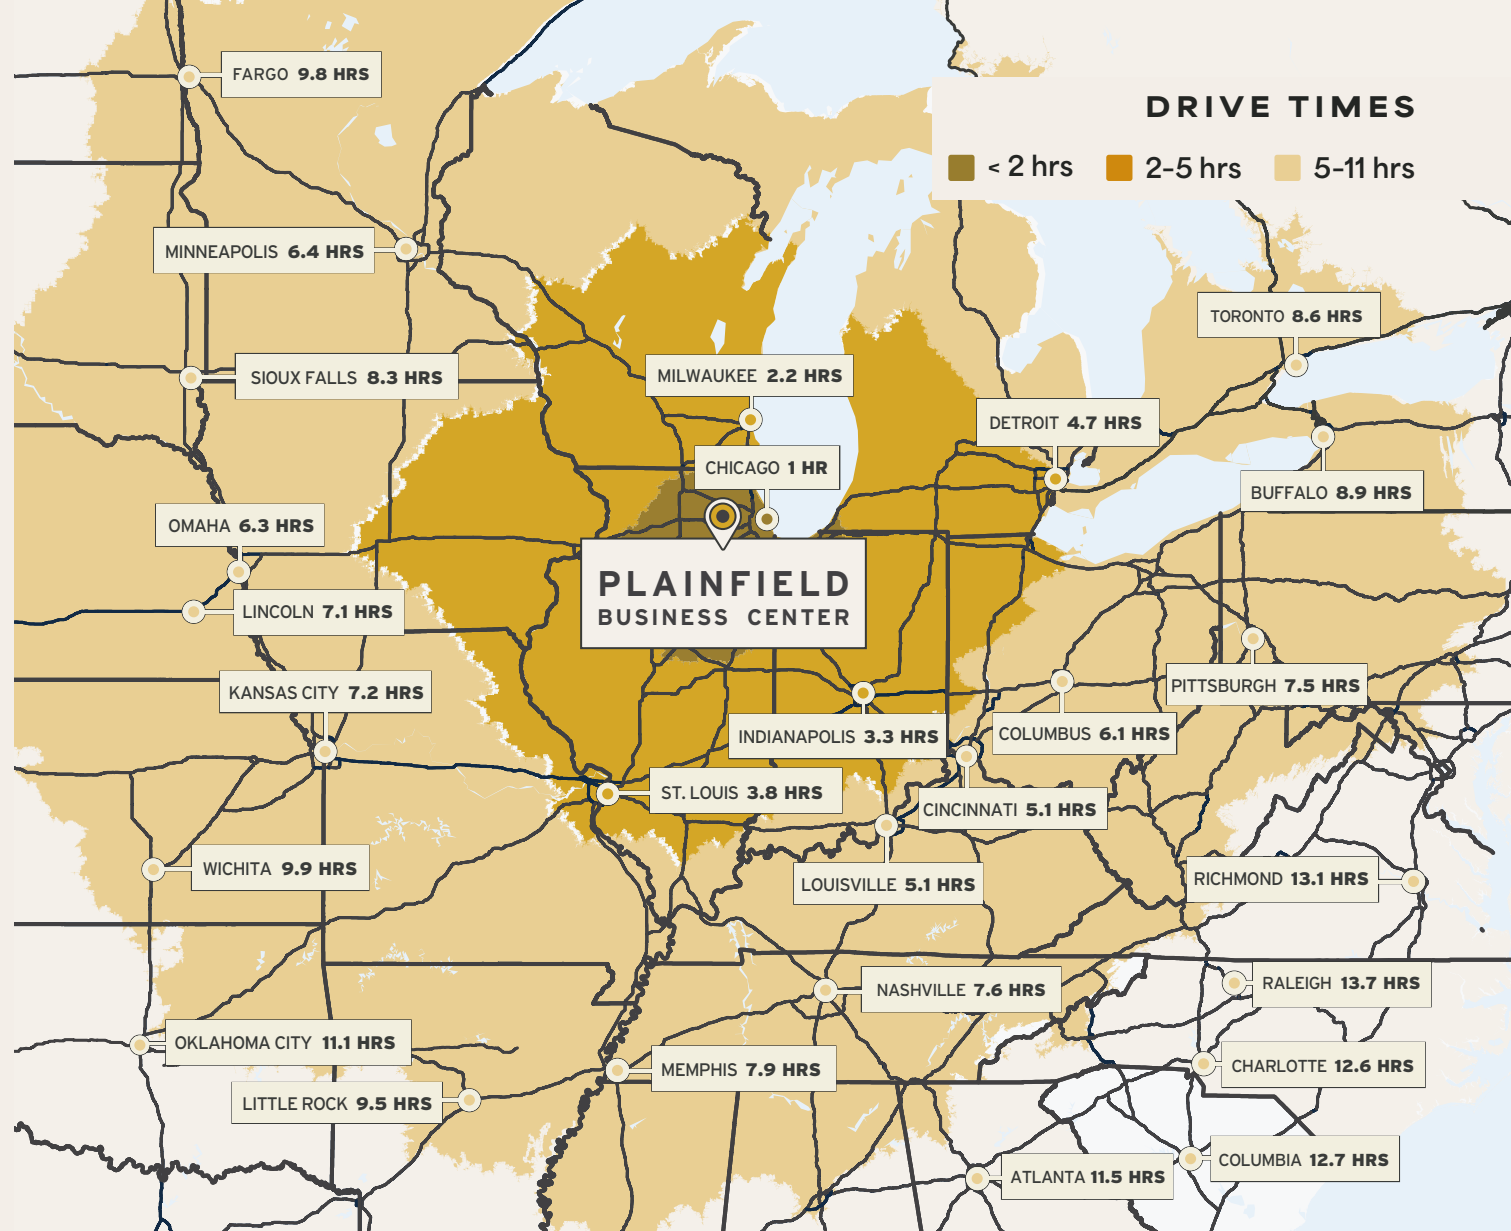 FARGO 9.8 HRS
DRIVE TIMES
< 2 hrs 2-5 hrs 5-11 hrs
MINNEAPOLIS 6.4 HRS
TORONTO 8.6 HRS
SIOUX FALLS 8.3 HRS
MILWAUKEE 2.2 HRS
DETROIT 4.7 HRS
CHICAGO 1 HR
BUFFALO 8.9 HRS
OMAHA 6.3 HRS
PLAINFIELD
BUSINESS CENTER
LINCOLN 7.1 HRS
KANSAS CITY 7.2 HRS
PITTSBURGH 7.5 HRS
INDIANAPOLIS 3.3 HRS
COLUMBUS 6.1 HRS
ST. LOUIS 3.8 HRS
CINCINNATI 5.1 HRS
WICHITA 9.9 HRS
LOUISVILLE 5.1 HRS
RICHMOND 13.1 HRS
NASHVILLE 7.6 HRS
RALEIGH 13.7 HRS
OKLAHOMA CITY 11.1 HRS
MEMPHIS 7.9 HRS
CHARLOTTE 12.6 HRS
LITTLE ROCK 9.5 HRS
COLUMBIA 12.7 HRS
ATLANTA 11.5 HRS